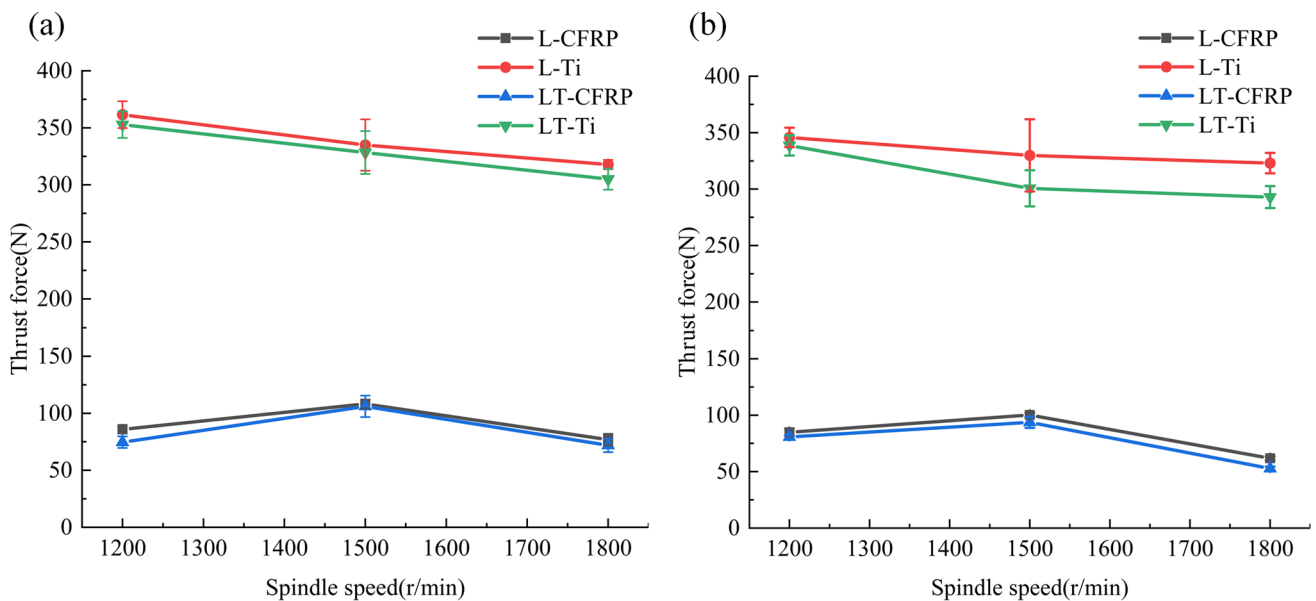 (a)
L-CFRP
L-Ti
LT-CFRP
LT-Ti
400
350
300
250
200
150
100
50
0
Thrust force(N)
1200 1300 1400 1500 1600 1700 1800
Spindle speed(r/min)
(b)
L-CFRP
L-Ti
LT-CFRP
LT-Ti
400
350
300
250
200
150
100
50
0
Thrust force(N)
1200 1300 1400 1500 1600 1700 1800
Spindle speed(r/min)